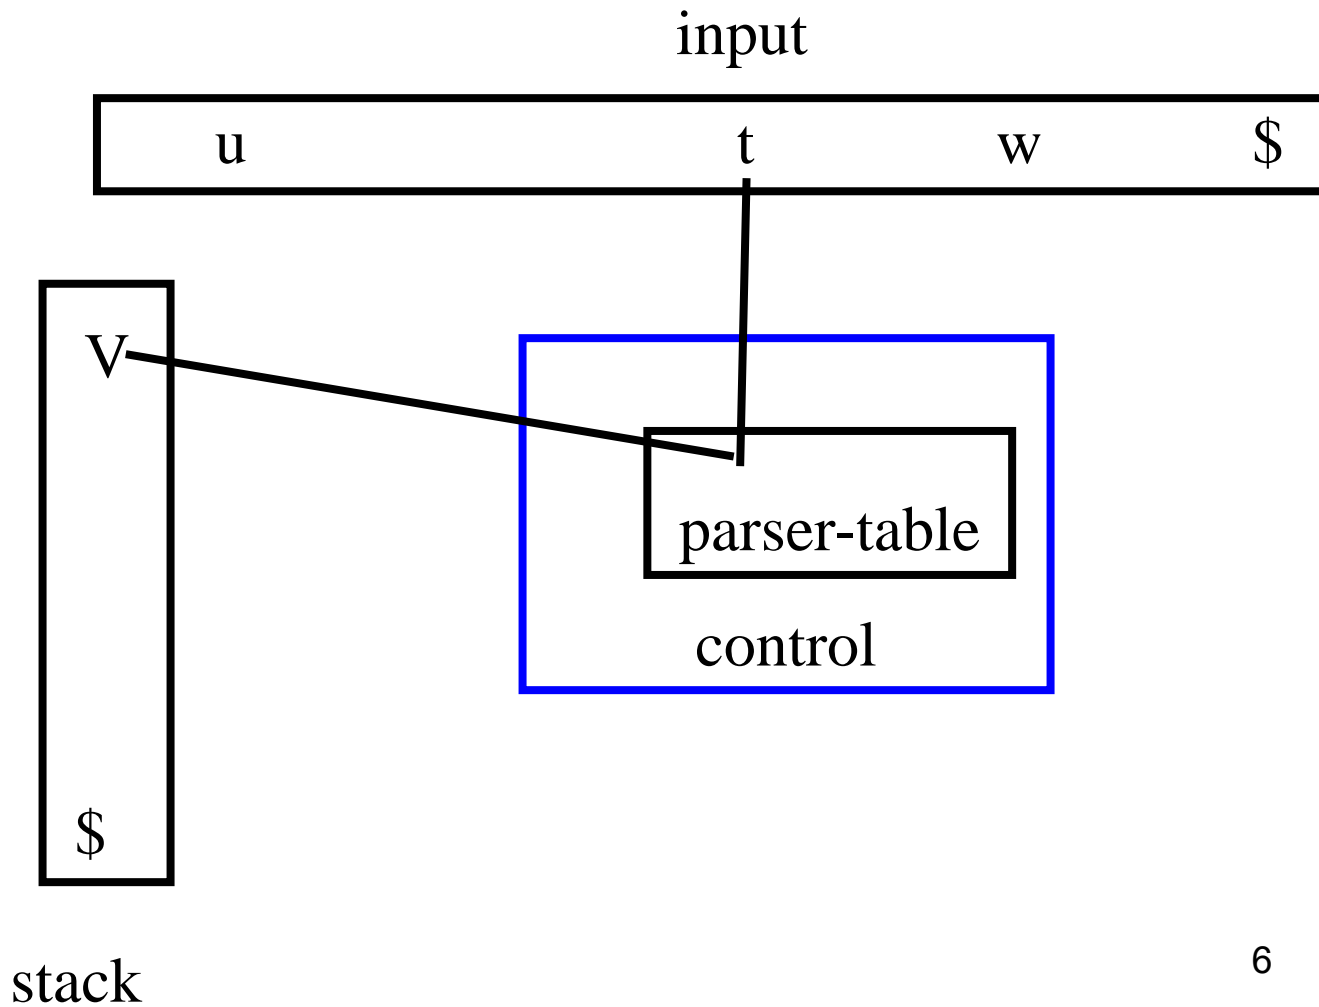 input
u t w $
V
parser-table
control
$
stack
6